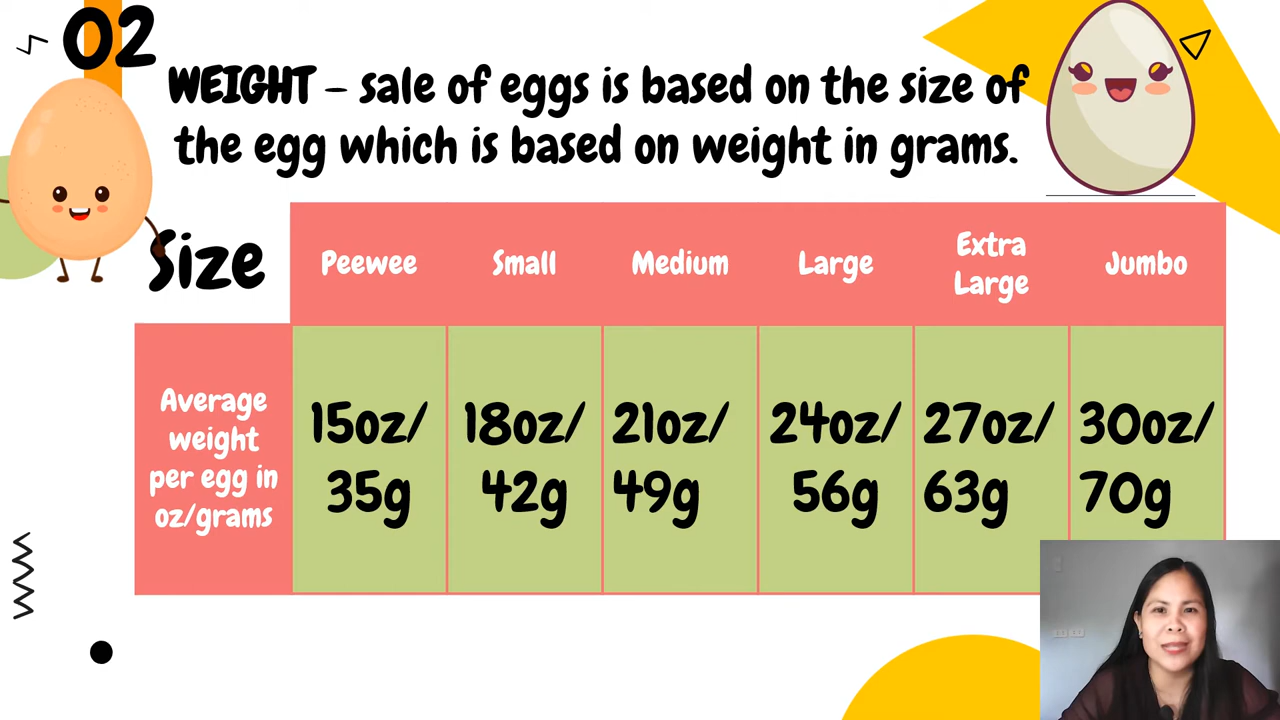 02
WEIGHT – sale of eggs is based on the size of
the egg which is based on weight in grams.
Size
Peewee
Small
Medium
Large
Extra
Large
Jumbo
Average
weight
per egg in
oz/grams
15oz/
35g
18oz/
42g
21oz/
49g
24oz/
56g
27oz/
63g
30oz/
70g